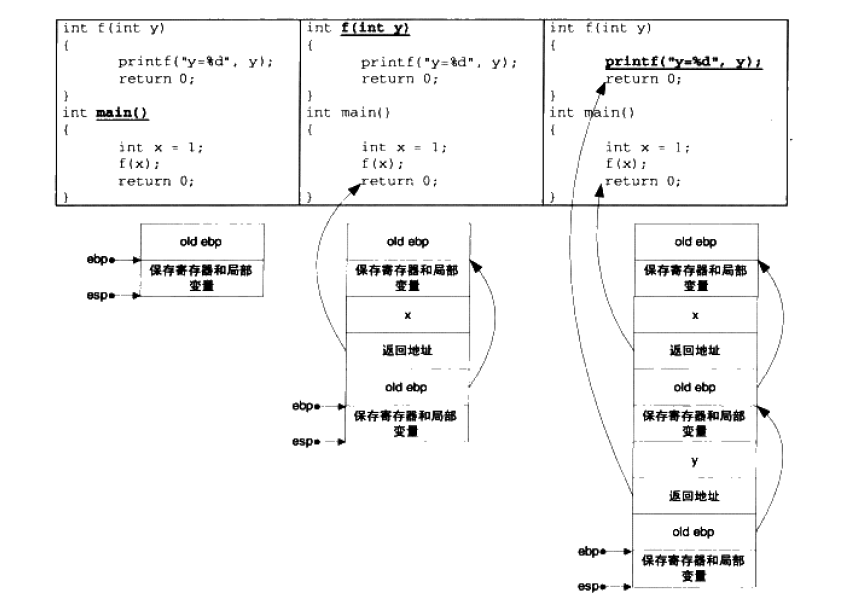 int f(int y)
{
printf("y=%d", y);
return 0;
}
int main()
{
int x = 1;
f(x);
return 0;
}
int f(int y)
{
printf("y=%d", y);
return 0;
}
int main()
{
int x = 1;
f(x);
return 0;
}
int f(int y)
{
printf("y=%d", y);
return 0;
}
int main()
{
int x = 1;
f(x);
return 0;
}
old ebp
ebp
保存寄存器和局部
变量
esp
old ebp
保存寄存器和局部
变量
x
返回地址
old ebp
ebp
保存寄存器和局部
变量
esp
old ebp
保存寄存器和局部
变量
x
返回地址
old ebp
保存寄存器和局部
变量
y
返回地址
old ebp
ebp
保存寄存器和局部
变量
esp